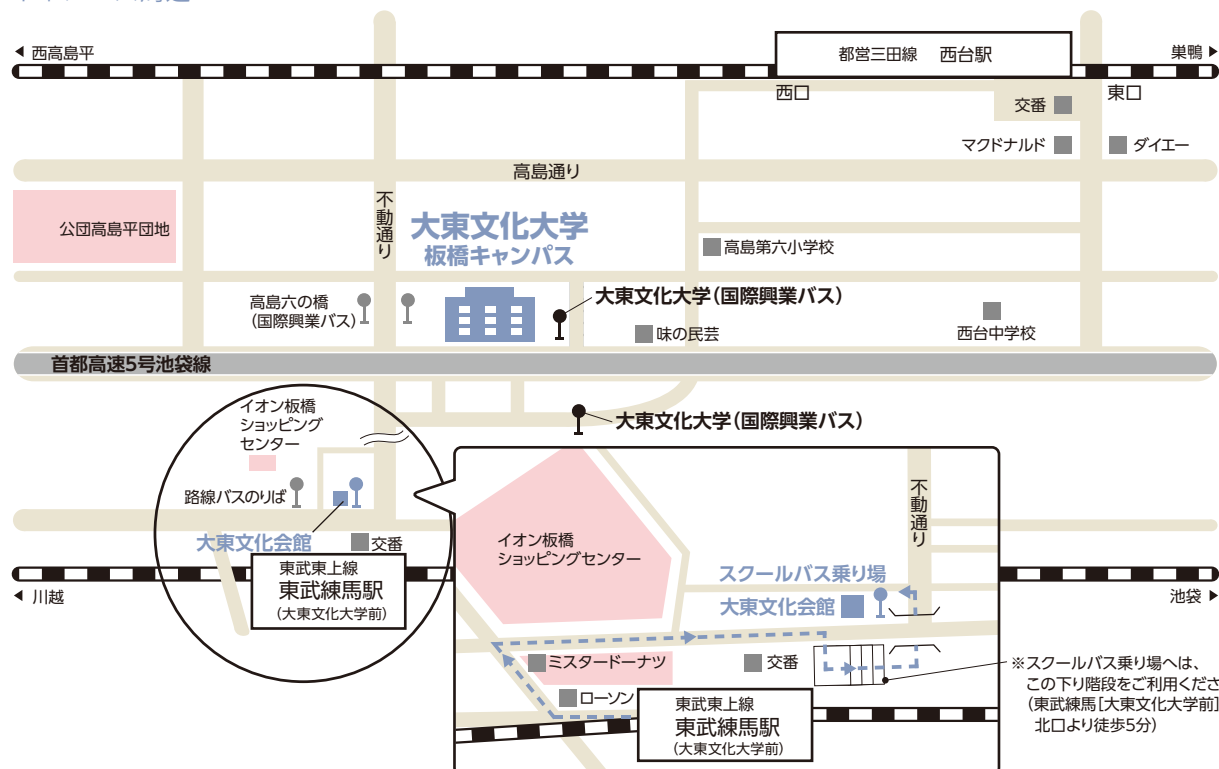 西高島平
都営三田線 西台駅
巣鴨
西口
東口
交番
マクドナルド
ダイエー
高島通り
公団高島平団地
不動通り
大東文化大学
板橋キャンパス
高島第六小学校
高島六の橋
(国際興業バス)
大東文化大学(国際興業バス)
味の民芸
西台中学校
首都高速5号池袋線
イオン板橋
ショッピング
センター
大東文化大学(国際興業バス)
路線バスのりば
大東文化会館
交番
東武東上線
東武練馬駅
(大東文化大学前)
川越
イオン板橋
ショッピングセンター
不動通り
スクールバス乗り場
大東文化会館
池袋
ミスタードーナツ
交番
ローソン
東武東上線
東武練馬駅
(大東文化大学前)
※スクールバス乗り場へは、
この下り階段をご利用くださ
(東武練馬[大東文化大学前]
北口より徒歩5分)